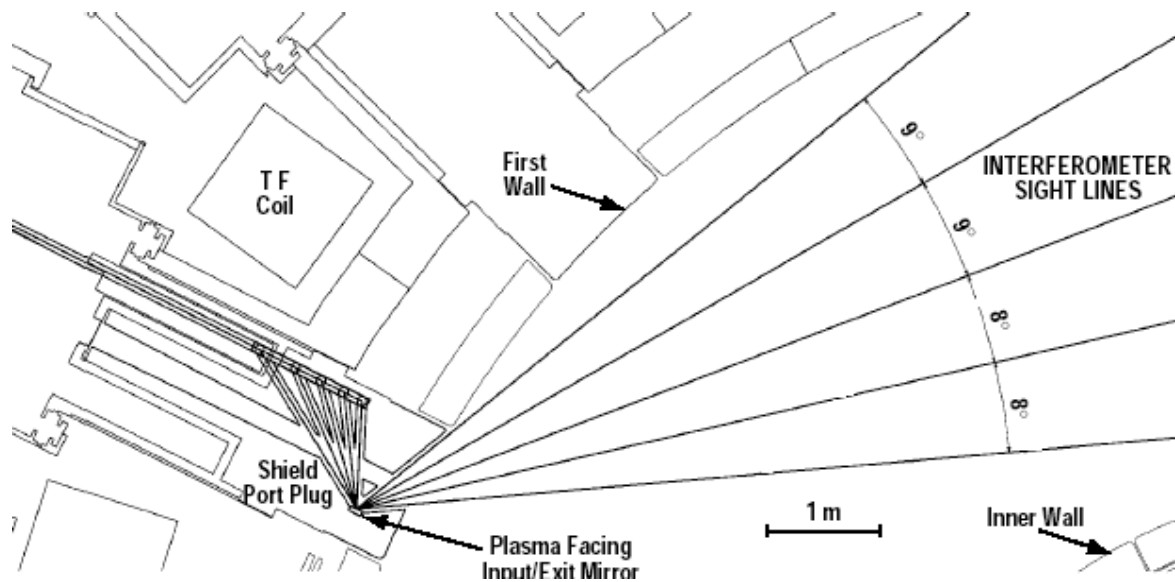 T F
Coil
First
Wall
9°
INTERFEROMETER
SIGHT LINES
9°
8°
8°
Shield
Port Plug
1 m
Inner Wall
Plasma Facing
Input/Exit Mirror